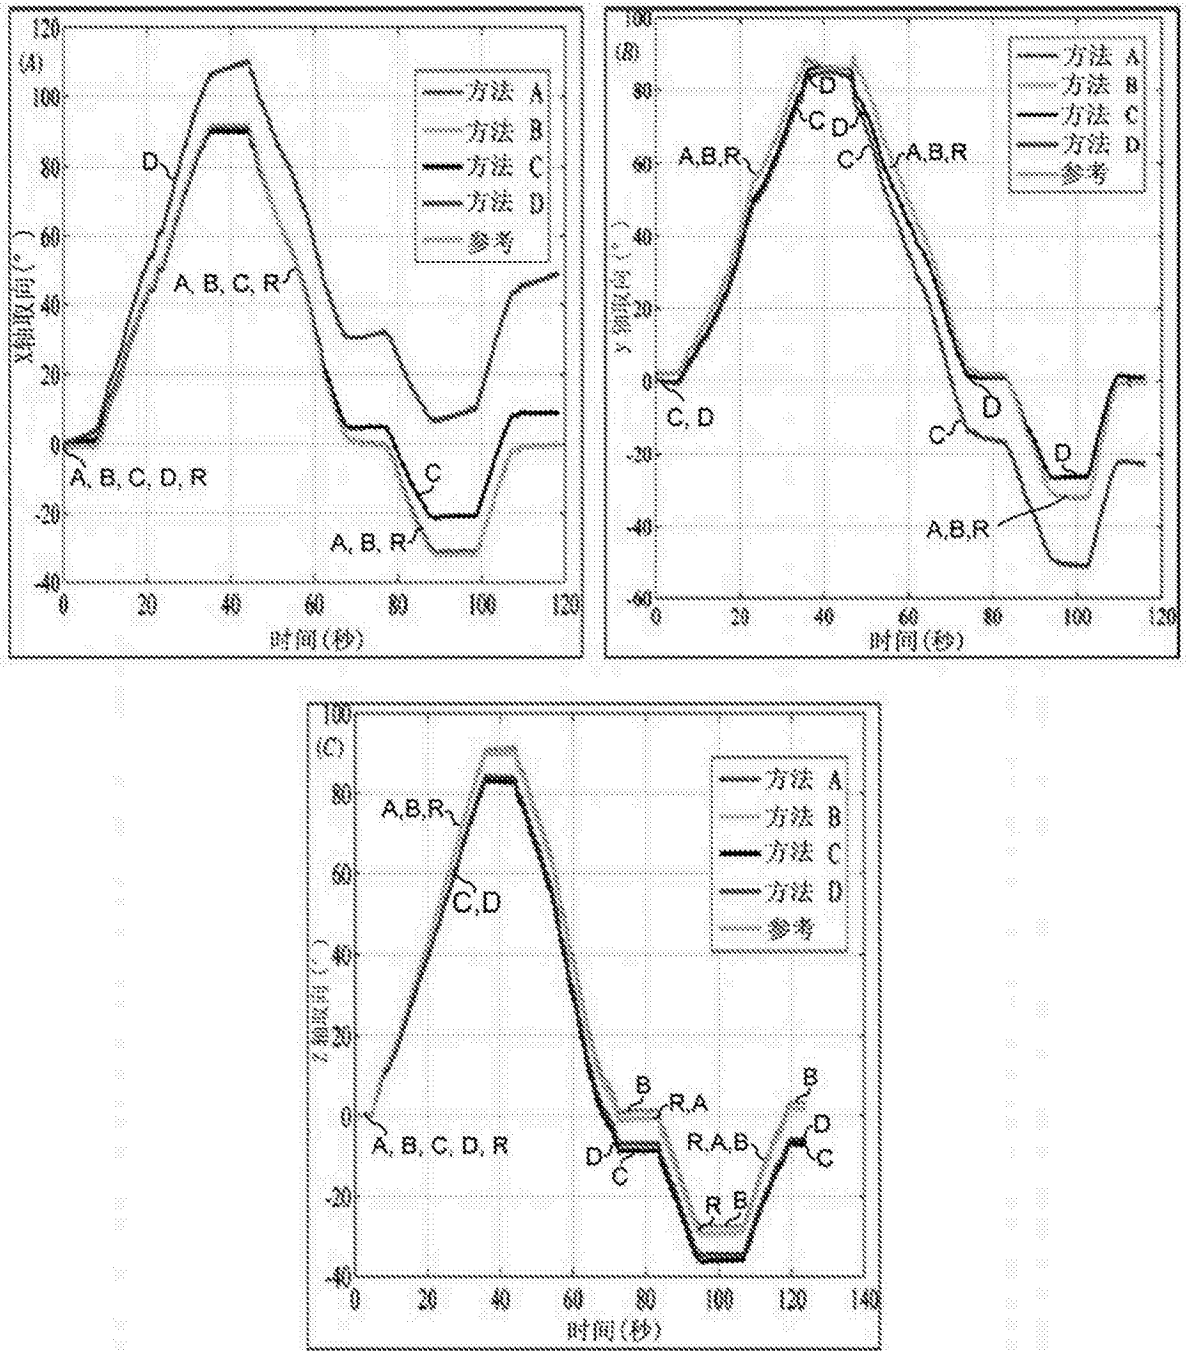 (A)
120
100
80
60
40
20
0
-20
-40
X轴取向(°)
0 20 40 60 80 100 120
时间(秒)
方法 A
方法 B
方法 C
方法 D
参考
D
A, B, C, R
A, B, C, D, R
C
A, B, R
(B)
100
80
60
40
20
0
-20
-40
-60
y轴取向(°)
0 20 40 60 80 100 120
时间(秒)
方法 A
方法 B
方法 C
方法 D
参考
D
C D
A,B,R
C
A,B,R
C, D
D
C
D
A,B,R
(C)
100
80
60
40
20
0
-20
-40
Z轴取向(°)
0 20 40 60 80 100 120 140
时间(秒)
方法 A
方法 B
方法 C
方法 D
参考
A,B,R
C,D
A, B, C, D, R
B
R,A
B
D
C
R,A,B
D
C
R B